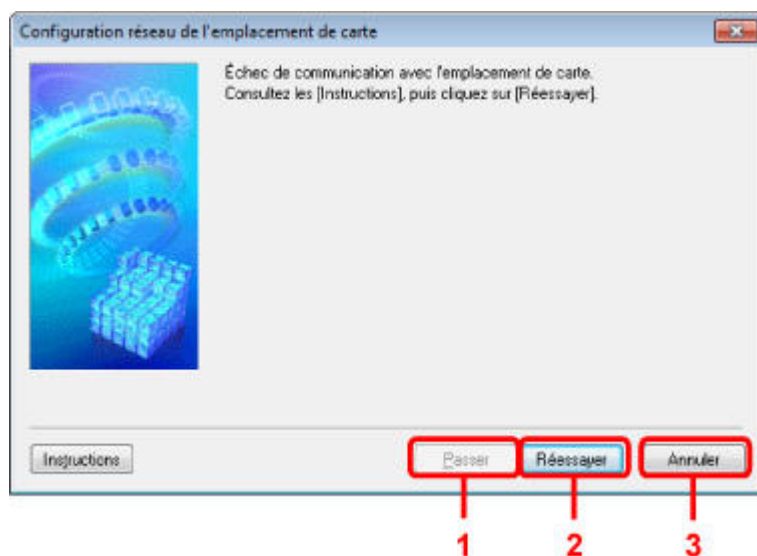 Configuration réseau de l'emplacement de carte
Échec de communication avec l'emplacement de carte.
Consultez les [Instructions], puis cliquez sur [Réessayer].
Instructions
Passer
Réessayer
Annuler
1
2
3